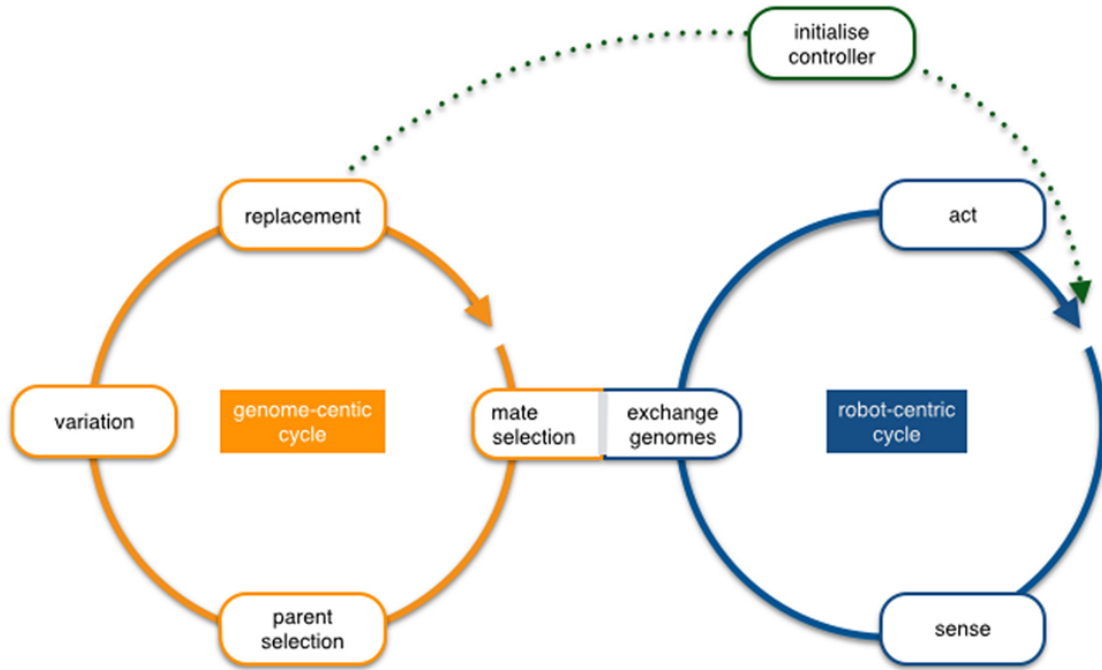 initialise
controller
replacement
act
variation
genome-centic
cycle
mate
selection
exchange
genomes
robot-centric
cycle
parent
selection
sense